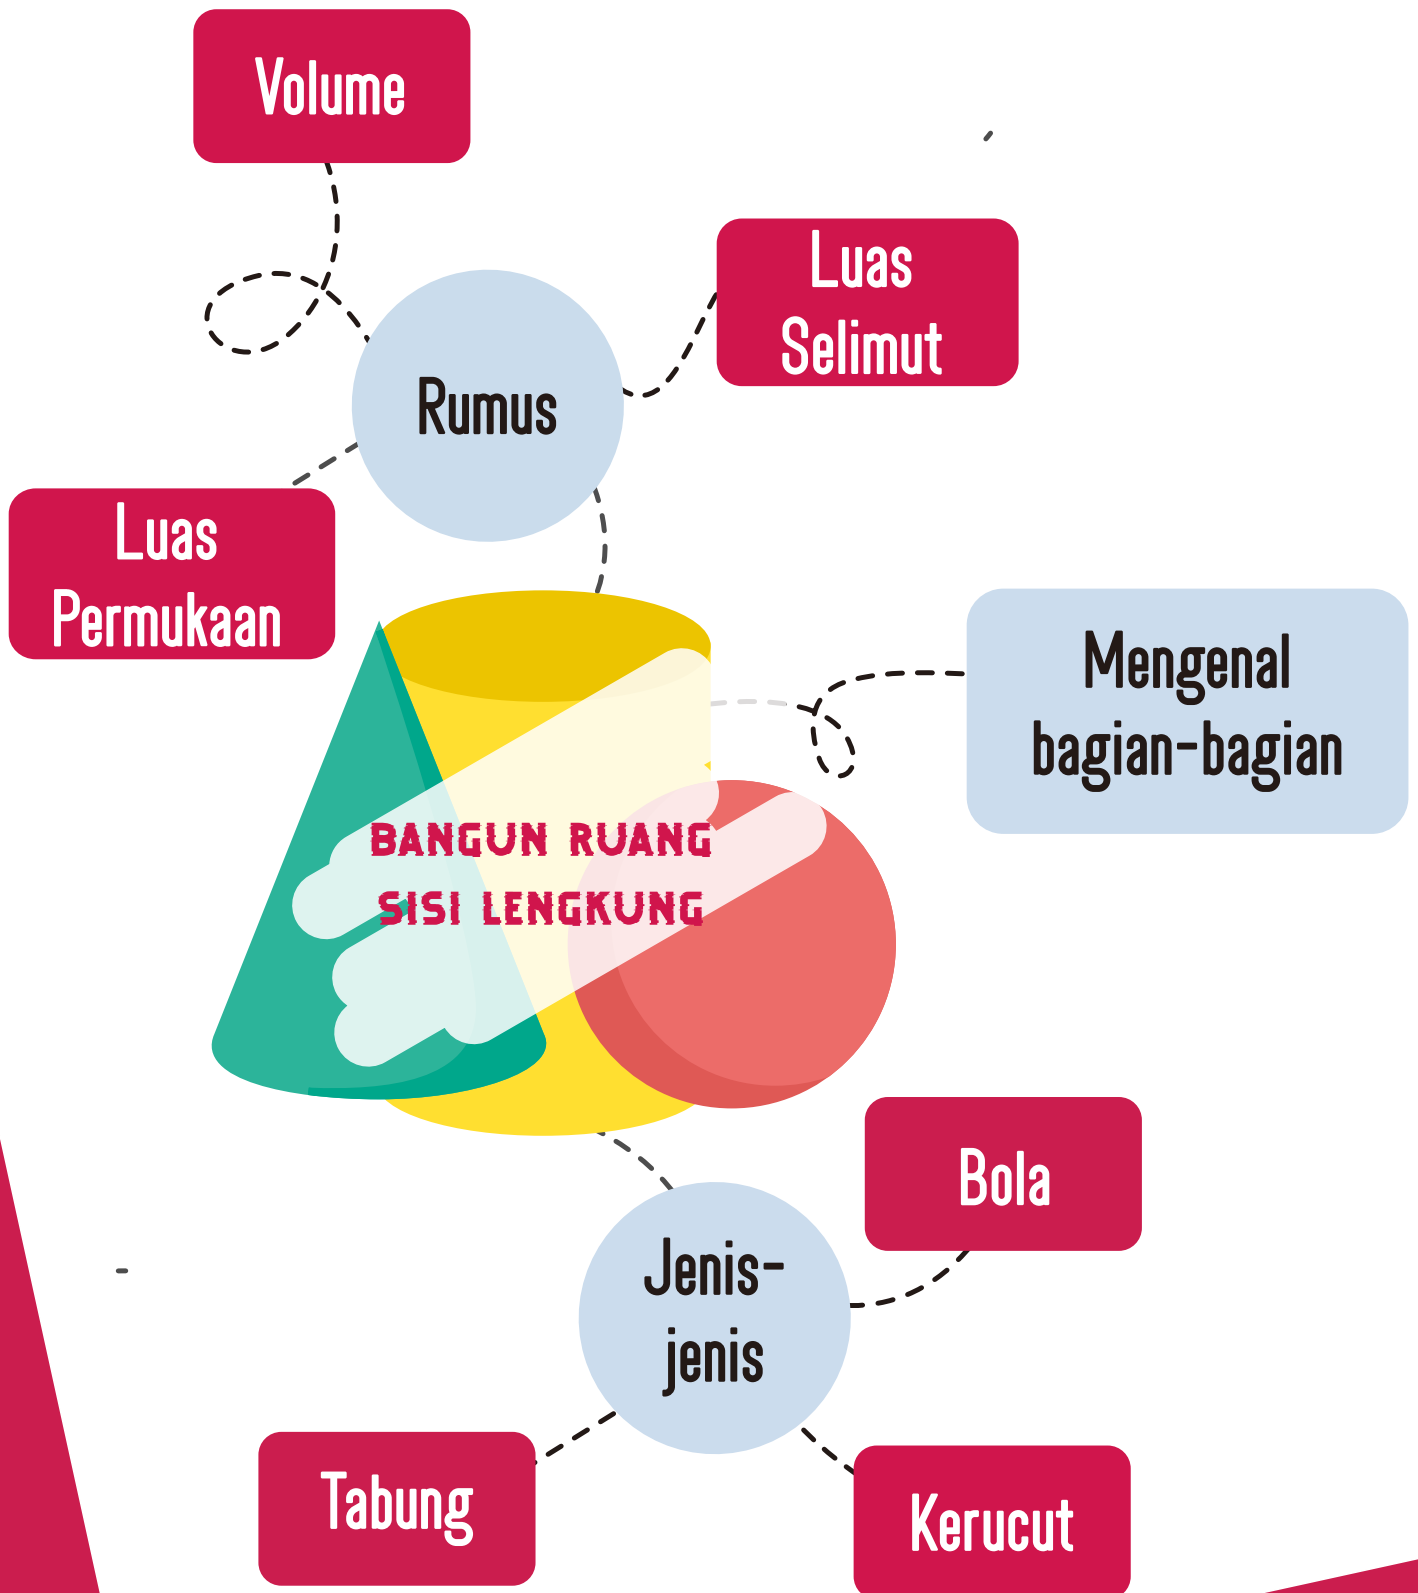 Volume
Luas
Selimut
Rumus
Luas
Permukaan
Mengenal
bagian-bagian
BANGUN RUANG
SISI LENGKUNG
Bola
Jenis-
jenis
Tabung
Kerucut